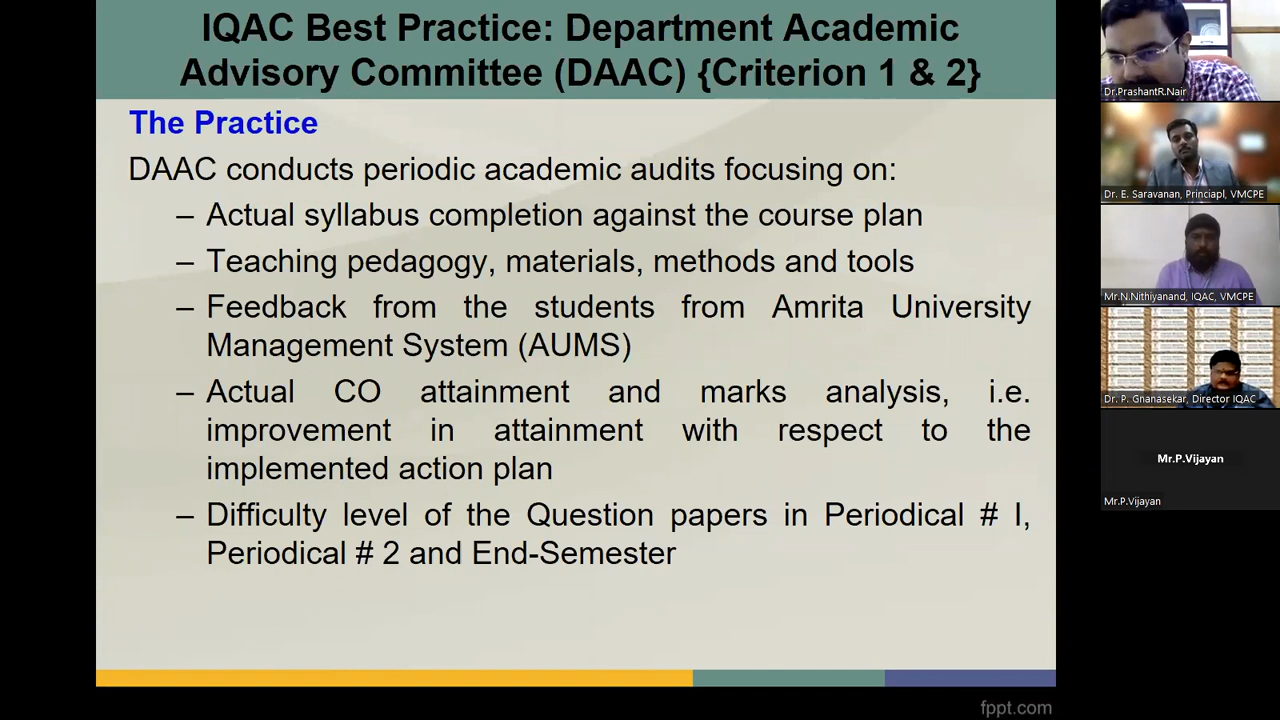 IQAC Best Practice: Department Academic
Advisory Committee (DAAC) {Criterion 1 & 2}
The Practice
DAAC conducts periodic academic audits focusing on:
– Actual syllabus completion against the course plan
– Teaching pedagogy, materials, methods and tools
– Feedback from the students from Amrita University
Management System (AUMS)
– Actual CO attainment and marks analysis, i.e.
improvement in attainment with respect to the
implemented action plan
– Difficulty level of the Question papers in Periodical # I,
Periodical # 2 and End-Semester
fppt.com
Dr.PrashantR.Nair
Dr. E. Saravanan, Princiapl, VMCPE
Mr.N.Nithiyanand, IQAC, VMCPE
Dr. P. Gnanasekar, Director IQAC
Mr.P.Vijayan
Mr.P.Vijayan